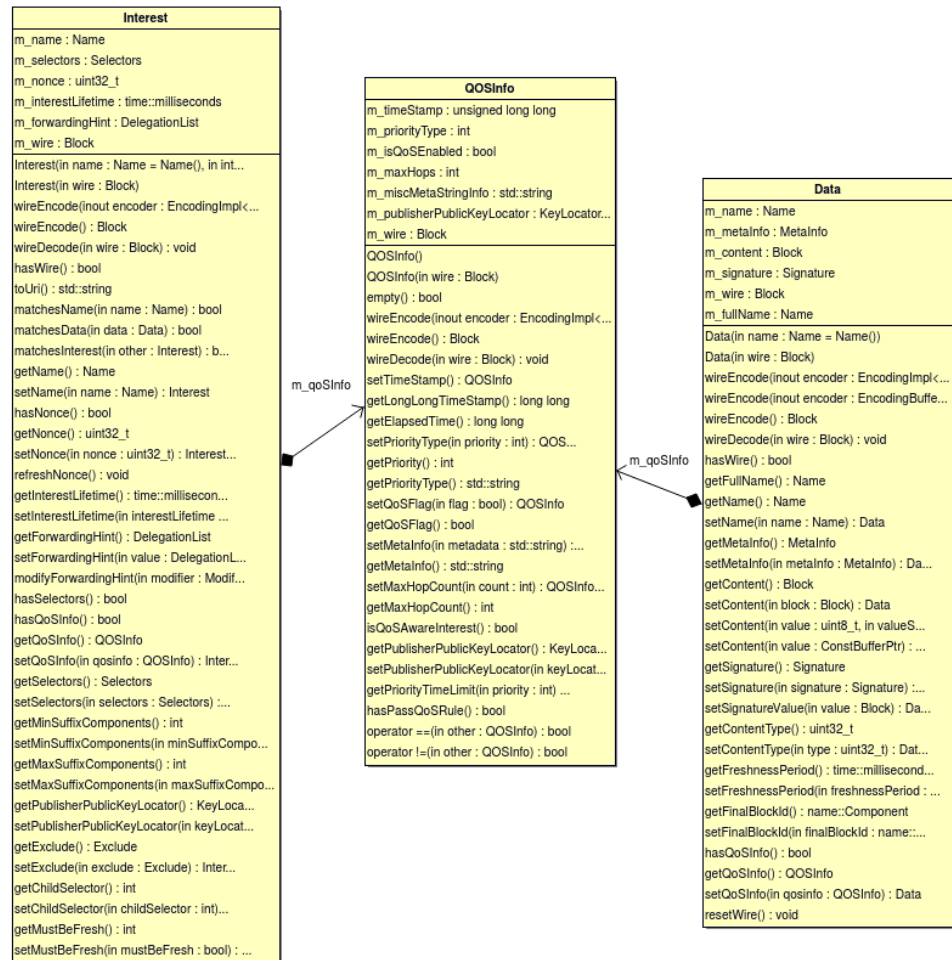 Interest
m_name : Name
m_selectors : Selectors
m_nonce : uint32_t
m_interestLifetime : time::milliseconds
m_forwardingHint : DelegationList
m_wire : Block
Interest(in name : Name = Name(), in int...
Interest(in wire : Block)
wireEncode(inout encoder : EncodingImpl<...
wireEncode() : Block
wireDecode(in wire : Block) : void
hasWire() : bool
toUri() : std::string
matchesName(in name : Name) : bool
matchesData(in data : Data) : bool
matchesInterest(in other : Interest) : b...
getName() : Name
setName(in name : Name) : Interest
hasNonce() : bool
getNonce() : uint32_t
setNonce(in nonce : uint32_t) : Interest...
refreshNonce() : void
getInterestLifetime() : time::millisecon...
setInterestLifetime(in interestLifetime ...
getForwardingHint() : DelegationList
setForwardingHint(in value : DelegationL...
modifyForwardingHint(in modifier : Modif...
hasSelectors() : bool
hasQoSInfo() : bool
getQoSInfo() : QOSInfo
setQoSInfo(in qosinfo : QOSInfo) : Inter...
getSelectors() : Selectors
setSelectors(in selectors : Selectors) :...
getMinSuffixComponents() : int
setMinSuffixComponents(in minSuffixCompo...
getMaxSuffixComponents() : int
setMaxSuffixComponents(in maxSuffixCompo...
getPublisherPublicKeyLocator() : KeyLoca...
setPublisherPublicKeyLocator(in keyLocat...
getExclude() : Exclude
setExclude(in exclude : Exclude) : Inter...
getChildSelector() : int
setChildSelector(in childSelector : int)...
getMustBeFresh() : int
setMustBeFresh(in mustBeFresh : bool) : ...
m_qoSInfo
QOSInfo
m_timeStamp : unsigned long long
m_priorityType : int
m_isQoSEnabled : bool
m_maxHops : int
m_miscMetaStringInfo : std::string
m_publisherPublicKeyLocator : KeyLocator...
m_wire : Block
QOSInfo()
QOSInfo(in wire : Block)
empty() : bool
wireEncode(inout encoder : EncodingImpl<...
wireEncode() : Block
wireDecode(in wire : Block) : void
setTimeStamp() : QOSInfo
getLongLongTimeStamp() : long long
getElapsedTime() : long long
setPriorityType(in priority : int) : QOS...
getPriority() : int
getPriorityType() : std::string
setQoSFlag(in flag : bool) : QOSInfo
getQoSFlag() : bool
setMetaInfo(in metadata : std::string) :...
getMetaInfo() : std::string
setMaxHopCount(in count : int) : QOSInfo...
getMaxHopCount() : int
isQoSAwareInterest() : bool
getPublisherPublicKeyLocator() : KeyLoca...
setPublisherPublicKeyLocator(in keyLocat...
getPriorityTimeLimit(in priority : int) ...
hasPassQoSRule() : bool
operator ==(in other : QOSInfo) : bool
operator !=(in other : QOSInfo) : bool
m_qoSInfo
Data
m_name : Name
m_metaInfo : MetaInfo
m_content : Block
m_signature : Signature
m_wire : Block
m_fullName : Name
Data(in name : Name = Name())
Data(in wire : Block)
wireEncode(inout encoder : EncodingImpl<...
wireEncode(inout encoder : EncodingBuffe...
wireEncode() : Block
wireDecode(in wire : Block) : void
hasWire() : bool
getFullName() : Name
getName() : Name
setName(in name : Name) : Data
getMetaInfo() : MetaInfo
setMetaInfo(in metaInfo : MetaInfo) : Da...
getContent() : Block
setContent(in block : Block) : Data
setContent(in value : uint8_t, in valueS...
setContent(in value : ConstBufferPtr) : ...
getSignature() : Signature
setSignature(in signature : Signature) :...
setSignatureValue(in value : Block) : Da...
getContentType() : uint32_t
setContentType(in type : uint32_t) : Dat...
getFreshnessPeriod() : time::millisecond...
setFreshnessPeriod(in freshnessPeriod : ...
getFinalBlockId() : name::Component
setFinalBlockId(in finalBlockId : name::...
hasQoSInfo() : bool
getQoSInfo() : QOSInfo
setQoSInfo(in qosinfo : QOSInfo) : Data
resetWire() : void